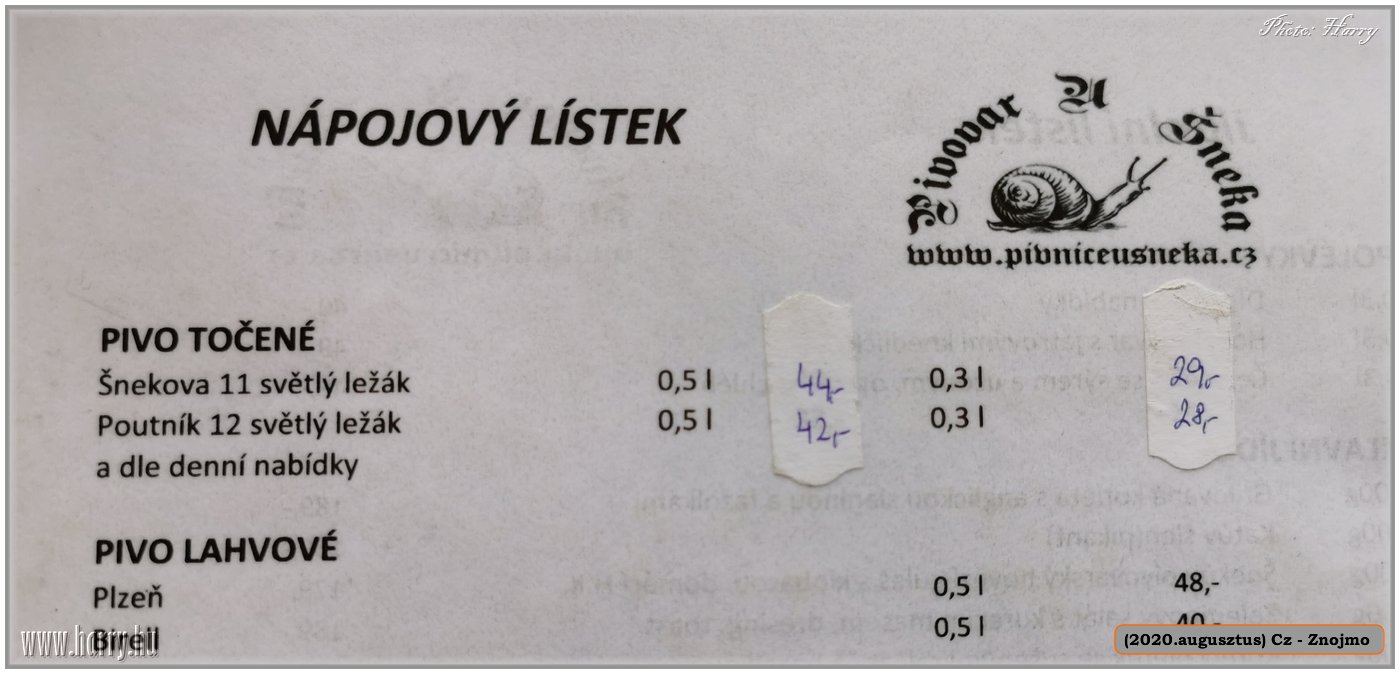 Photo: Harry
NÁPOJOVÝ LÍSTEK
Pivovar U Šneka
www.pivniceusneka.cz
PIVO TOČENÉ
Šnekova 11 světlý ležák 0,5 l 44,- 0,3 l 29,-
Poutník 12 světlý ležák 0,5 l 42,- 0,3 l 28,-
a dle denní nabídky
PIVO LAHVOVÉ
Plzeň 0,5 l 48,-
Birell 0,5 l
www.harry.hu
(2020.augusztus) Cz - Znojmo